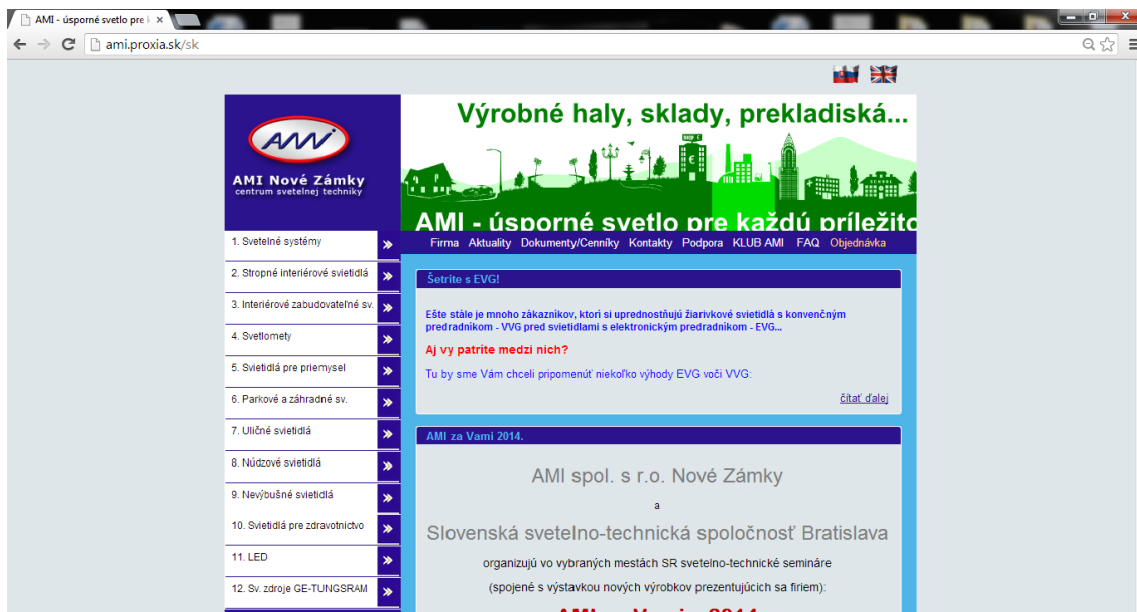 AMI - úsporné svetlo pre
ami.proxia.sk/sk
Výrobné haly, sklady, prekladiská...
AMI
AMI Nové Zámky
centrum svetelnej techniky
SHOP €
€
SCHOOL
AMI - úsporné svetlo pre každú príležito
Firma Aktuality Dokumenty/Cenníky Kontakty Podpora KLUB AMI FAQ Objednávka
1. Svetelné systémy
2. Stropné interiérové svietidlá
3. Interiérové zabudovateľné sv.
4. Svetlomety
5. Svietidlá pre priemysel
6. Parkové a záhradné sv.
7. Uličné svietidlá
8. Núdzové svietidlá
9. Nevýbušné svietidlá
10. Svietidlá pre zdravotnictvo
11. LED
12. Sv. zdroje GE-TUNGSRAM
Šetrite s EVG!
Ešte stále je mnoho zákazníkov, ktorí si uprednostňujú žiarivkové svietidlá s konvenčným
predradníkom - VVG pred svietidlami s elektronickým predradníkom - EVG...
Aj vy patríte medzi nich?
Tu by sme Vám chceli pripomenúť niekoľko výhody EVG voči VVG:
čítať ďalej
AMI za Vami 2014.
AMI spol. s r.o. Nové Zámky
a
Slovenská svetelno-technická spoločnosť Bratislava
organizujú vo vybraných mestách SR svetelno-technické semináre
(spojené s výstavkou nových výrobkov prezentujúcich sa firiem):